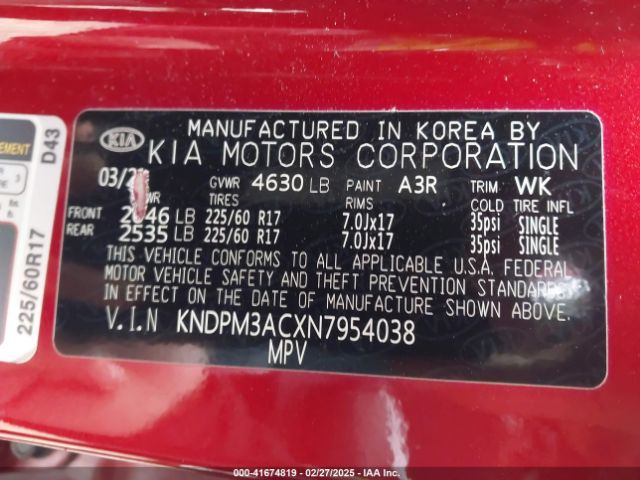 KIA
MANUFACTURED IN KOREA BY
KIA MOTORS CORPORATION
GVWR 4630 LB PAINT A3R TRIM WK
TIRES RIMS COLD TIRE INFL
FRONT LB 225/60 R17 7.0Jx17 35psi SINGLE
REAR 2535 LB 225/60 R17 7.0Jx17 35psi SINGLE
THIS VEHICLE CONFORMS TO ALL APPLICABLE U.S.A. FEDERAL
MOTOR VEHICLE SAFETY AND THEFT PREVENTION STANDARDS
IN EFFECT ON THE DATE OF MANUFACTURE SHOWN ABOVE.
V.I.N KNDPM3ACXN7954038
MPV
D43
225/60R17
000-41674819 - 02/27/2025 - IAA Inc.